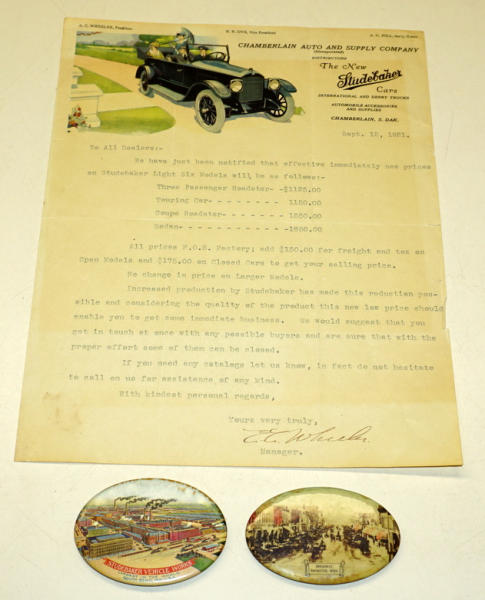 CHAMBERLAIN AUTO AND SUPPLY COMPANY
(Incorporated)
DISTRIBUTORS
The New
Studebaker
Cars
INTERNATIONAL AND DENBY TRUCKS
AUTOMOBILE ACCESSORIES
AND SUPPLIES
CHAMBERLAIN, S. DAK.
Sept. 12, 1921.
To All Dealers:-
We have just been notified that effective immediately new prices
on Studebaker Light Six Models will be as follows:-
Three Passenger Roadster- -$1125.00
Touring Car- - - - - - - 1150.00
Coupe Roadster- - - - - -
Sedan- - - - - - - - - -
All prices F.O.B. Factory; add $150.00 for freight and tax on
Open Models and $175.00 on Closed Cars to get your selling price.
No change in price on Larger Models.
Increased production by Studebaker has made this reduction pos-
sible and considering the quality of the product this new low price should
enable you to get some immediate business. We would suggest that you
get in touch at once with any possible buyers and are sure that with the
proper effort some of them can be closed.
If you need any catalogs let us know, in fact do not hesitate
to call on us for assistance of any kind.
With kindest personal regards,
Yours very truly,
Manager.
STUDEBAKER VEHICLE WORKS